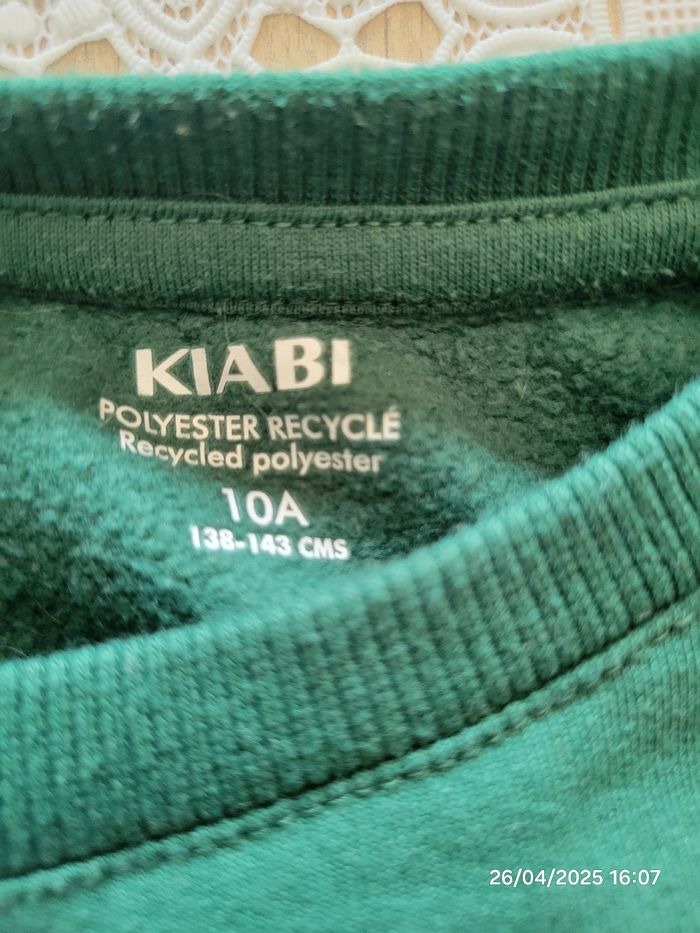 KIABI
POLYESTER RECYCLÉ
Recycled polyester
10A
138-143 CMS
26/04/2025 16:07